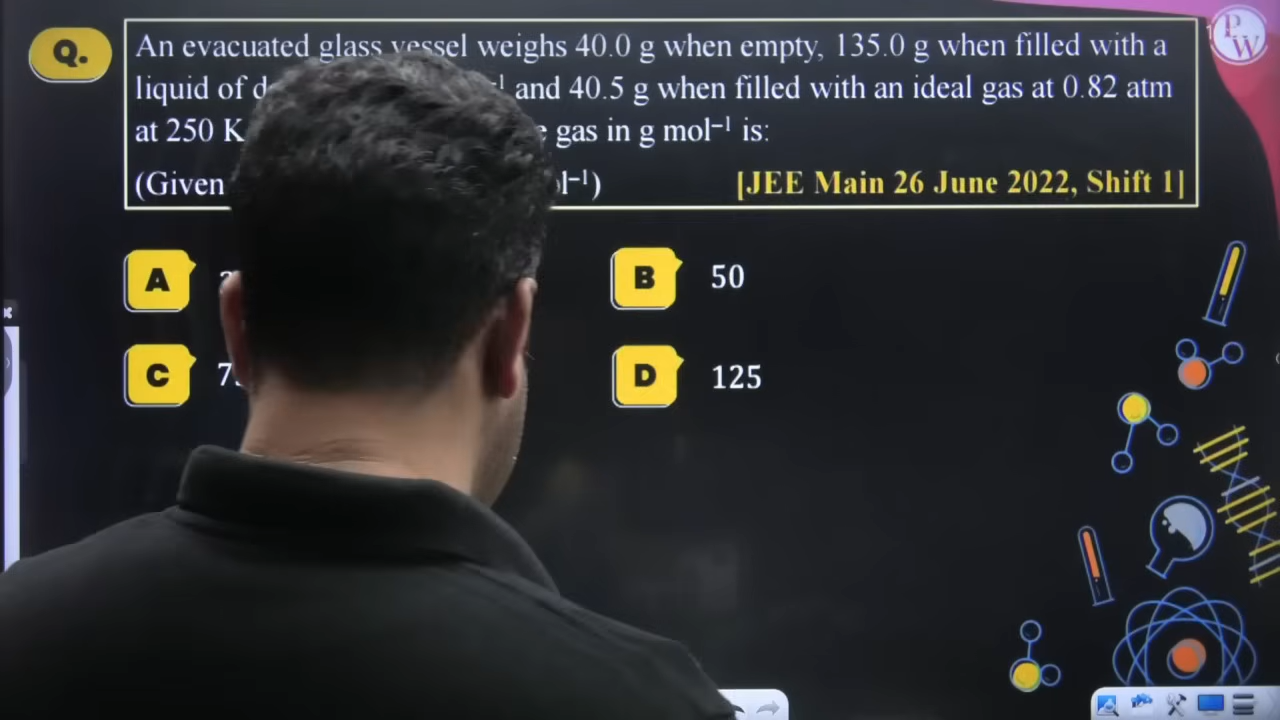 Q.
An evacuated glass vessel weighs 40.0 g when empty, 135.0 g when filled with a
liquid of and 40.5 g when filled with an ideal gas at 0.82 atm
at 250 K gas in g mol⁻¹ is:
(Given [JEE Main 26 June 2022, Shift 1]
PW
A
B 50
C
D 125